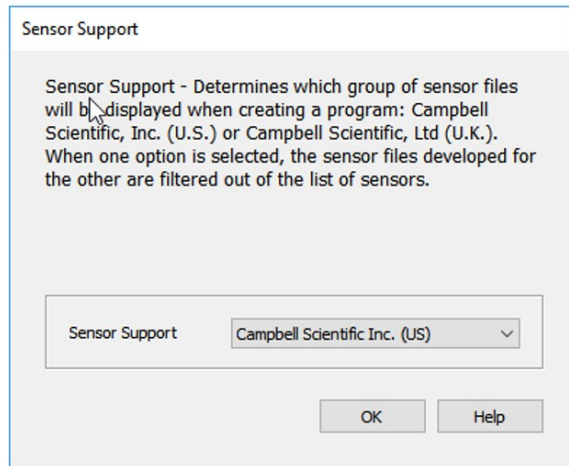 Sensor Support
Sensor Support - Determines which group of sensor files
will be displayed when creating a program: Campbell
Scientific, Inc. (U.S.) or Campbell Scientific, Ltd (U.K.).
When one option is selected, the sensor files developed for
the other are filtered out of the list of sensors.
Sensor Support
Campbell Scientific Inc. (US)
OK
Help